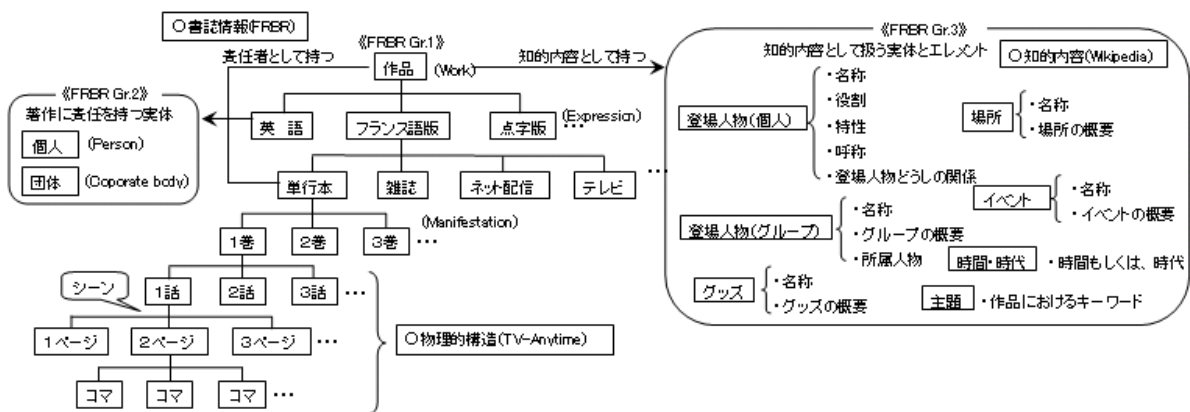 ○書誌情報(FRBR)
《FRBR Gr.1》
責任者として持つ
作品
(Work)
知的内容として持つ
《FRBR Gr.2》
著作に責任を持つ実体
個人
(Person)
団体
(Coporate body)
英 語
フランス語版
点字版
…
(Expression)
単行本
雑誌
ネット配信
テレビ
…
(Manifestation)
1巻
2巻
3巻
…
シーン
1話
2話
3話
…
1ページ
2ページ
3ページ
…
コマ
コマ
コマ
…
○物理的構造(TV-Anytime)
《FRBR Gr.3》
知的内容として扱う実体とエレメント
○知的内容(Wikipedia)
登場人物(個人)
・名称
・役割
・特性
・呼称
・登場人物どうしの関係
場所
・名称
・場所の概要
イベント
・名称
・イベントの概要
登場人物(グループ)
・名称
・グループの概要
・所属人物
時間・時代
・時間もしくは、時代
グッズ
・名称
・グッズの概要
主題
・作品におけるキーワード